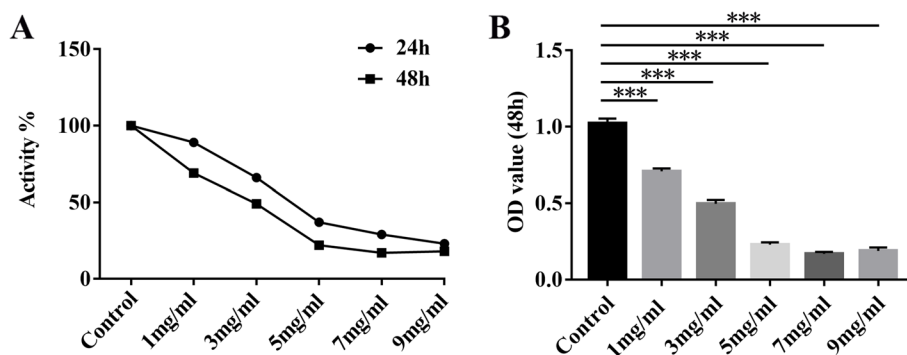 A
150
100
50
0
Activity %
24h
48h
Control
1mg/ml
3mg/ml
5mg/ml
7mg/ml
9mg/ml
B
***
***
***
***
***
1.5
1.0
0.5
0.0
OD value (48h)
Control
1mg/ml
3mg/ml
5mg/ml
7mg/ml
9mg/ml